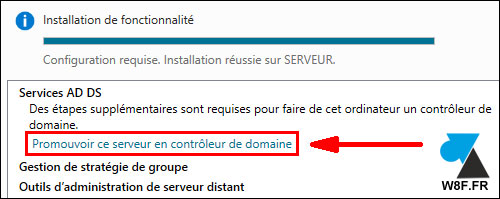 Installation de fonctionnalité
Configuration requise. Installation réussie sur SERVEUR.
Services AD DS
Des étapes supplémentaires sont requises pour faire de cet ordinateur un contrôleur de
domaine.
Promouvoir ce serveur en contrôleur de domaine
Gestion de stratégie de groupe
Outils d'administration de serveur distant
W8F.FR